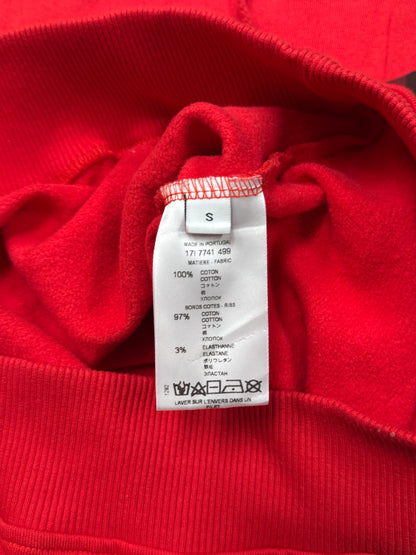 S
MADE IN PORTUGAL
17I 7741 499
MATIERE - FABRIC
100% COTON
COTTON
コットン
棉
ХЛОПОК
BORDS COTES - RIBS
97% COTON
COTTON
コットン
棉
ХЛОПОК
3% ELASTHANNE
ELASTANE
ポリウレタン
ЭЛАСТАН
LAVER SUR L'ENVERS DANS UN